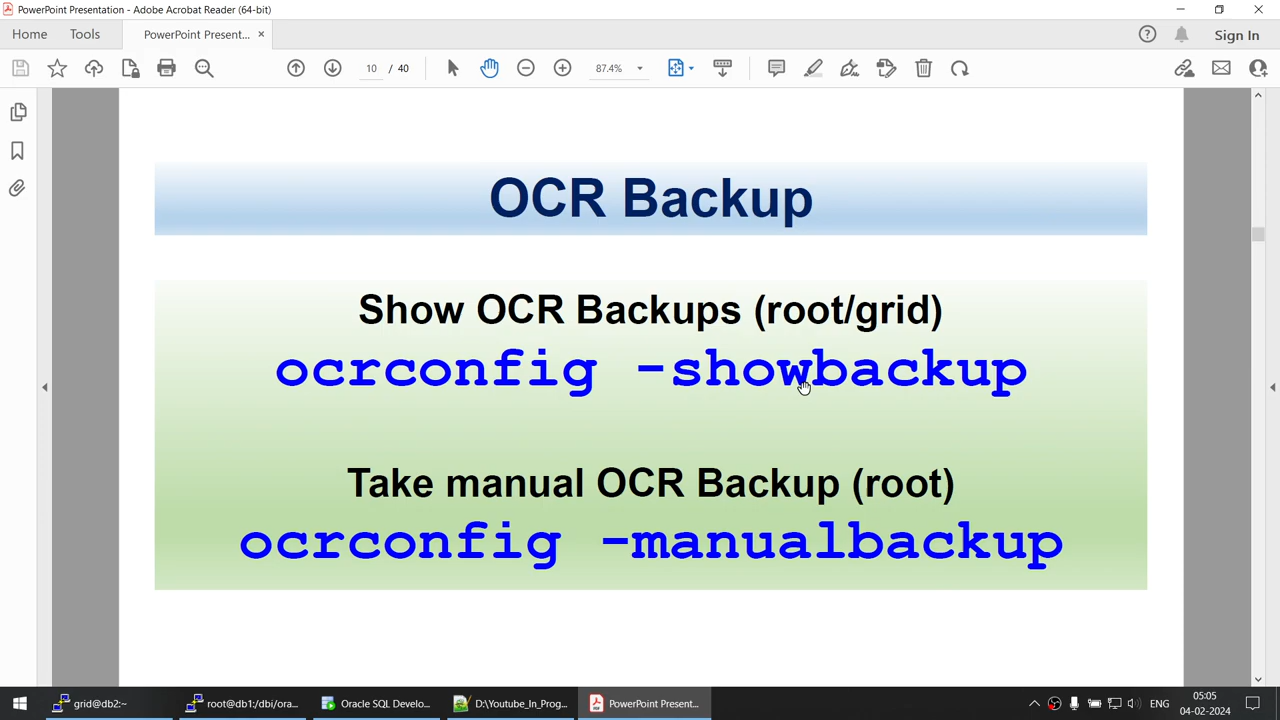 PowerPoint Presentation - Adobe Acrobat Reader (64-bit)
Home Tools PowerPoint Present... × Sign In
10 / 40 87.4%
OCR Backup
Show OCR Backups (root/grid)
ocrconfig -showbackup
Take manual OCR Backup (root)
ocrconfig -manualbackup
grid@db2:~ root@db1:/dbi/ora... Oracle SQL Develo... D:\Youtube_In_Prog... PowerPoint Present... ENG 05:05
04-02-2024